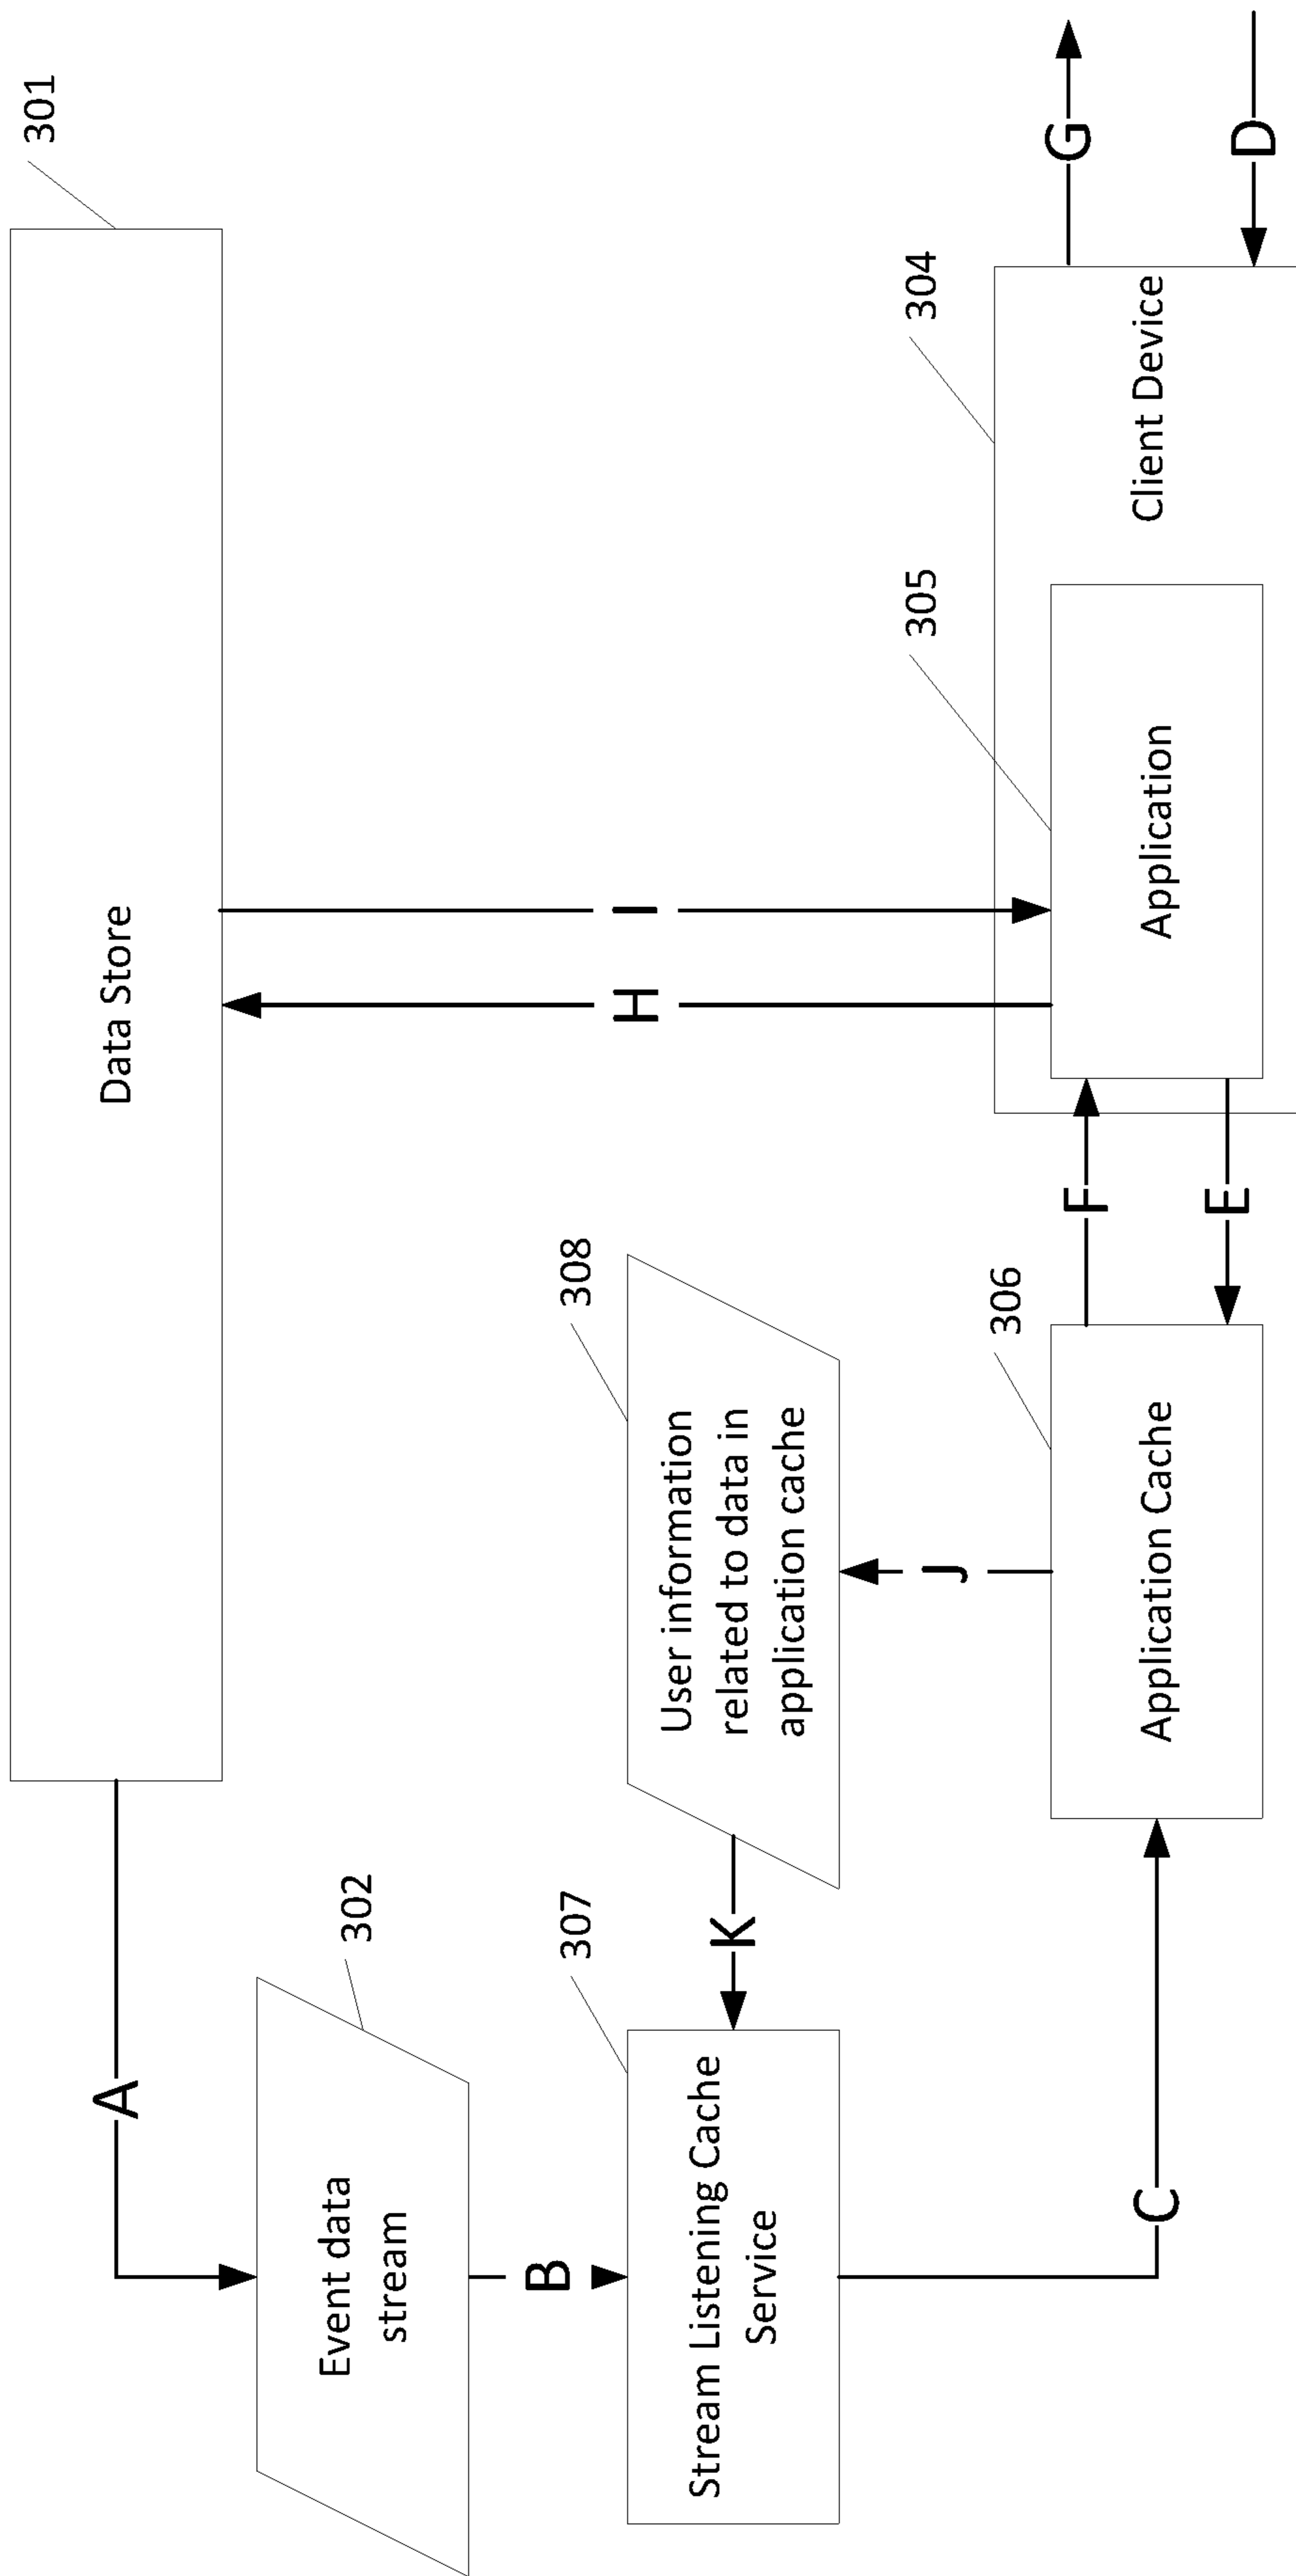 301
Data Store
A
302
Event data
stream
B
307
Stream Listening Cache
Service
K
308
User information
related to data in
application cache
J
H
I
C
306
Application Cache
F
E
305
Application
304
Client Device
G
D